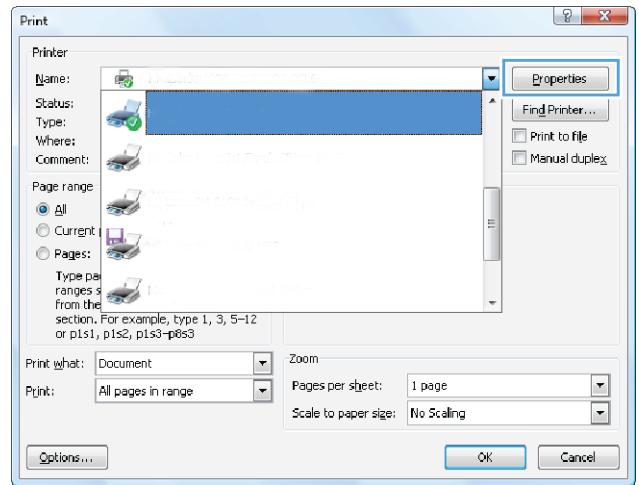 Print
Printer
Name:
Properties
Status:
Find Printer...
Type:
Print to file
Where:
Comment:
Manual duplex
Page range
All
Pages:
Type
ranges
from the
section. For example, type 1, 3, 5–12
or p1s1, p1s2, p1s3–p8s3
Print what: Document
Print: All pages in range
Zoom
Pages per sheet: 1 page
Scale to paper size: No Scaling
Options...
OK Cancel